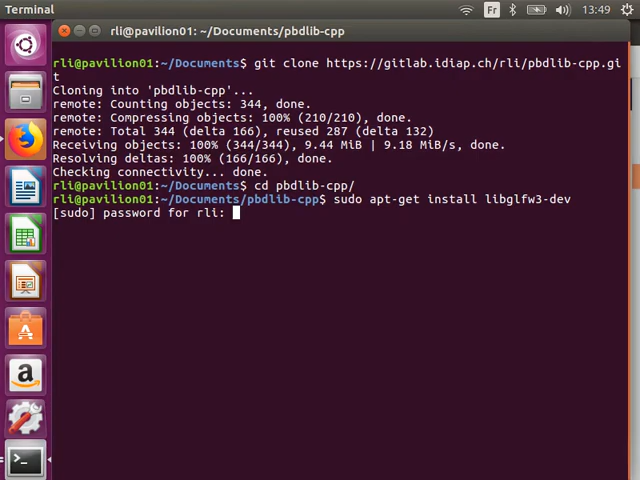 Terminal
Fr
13:49
rli@pavilion01: ~/Documents/pbdlib-cpp
rli@pavilion01:~/Documents$ git clone https://gitlab.idiap.ch/rli/pbdlib-cpp.gi
t
Cloning into 'pbdlib-cpp'...
remote: Counting objects: 344, done.
remote: Compressing objects: 100% (210/210), done.
remote: Total 344 (delta 166), reused 287 (delta 132)
Receiving objects: 100% (344/344), 9.44 MiB | 9.18 MiB/s, done.
Resolving deltas: 100% (166/166), done.
Checking connectivity... done.
rli@pavilion01:~/Documents$ cd pbdlib-cpp/
rli@pavilion01:~/Documents/pbdlib-cpp$ sudo apt-get install libglfw3-dev
[sudo] password for rli: